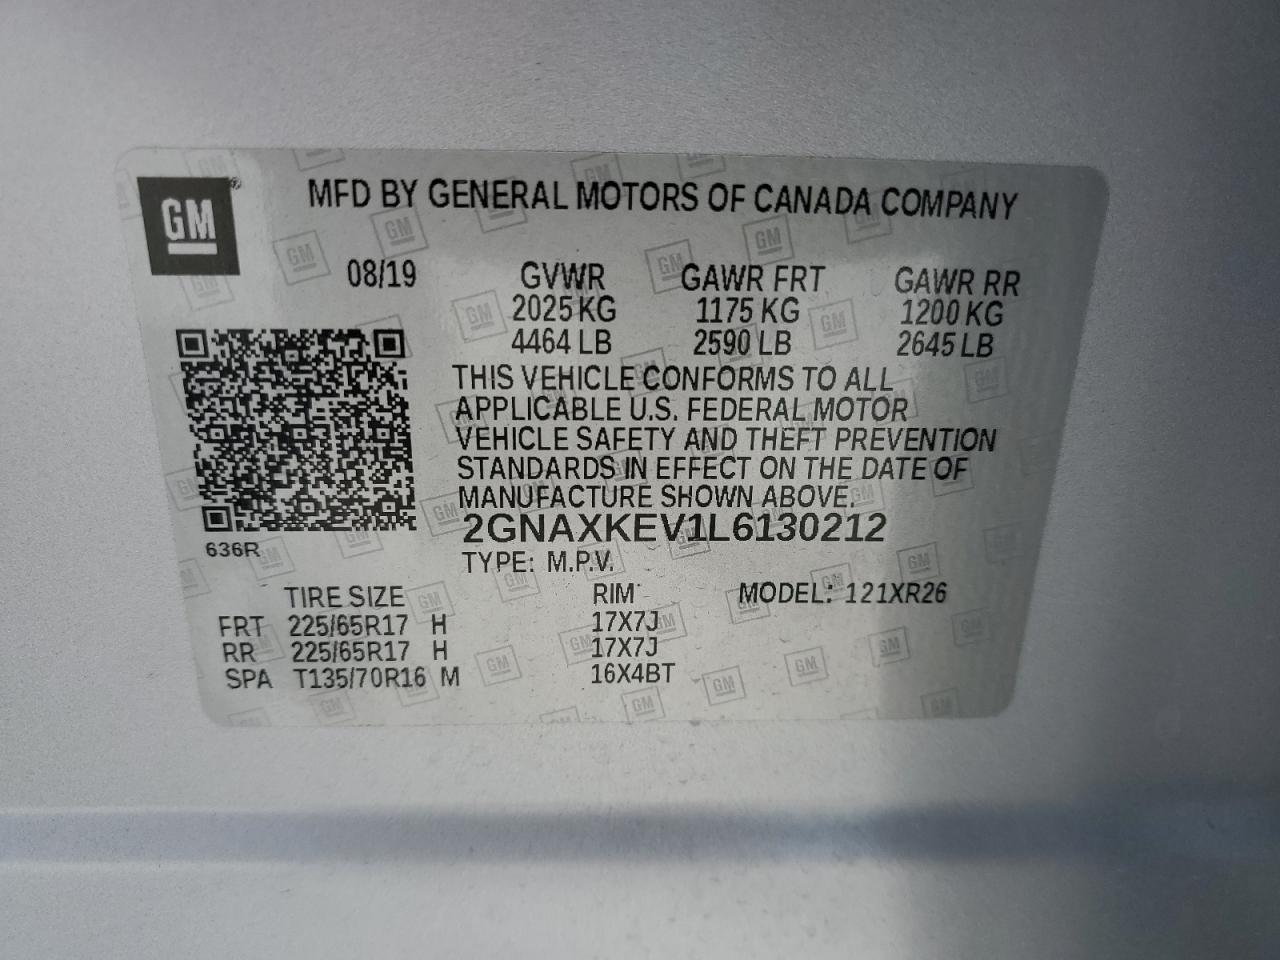 GM® MFD BY GENERAL MOTORS OF CANADA COMPANY
08/19 GVWR GAWR FRT GAWR RR
2025 KG 1175 KG 1200 KG
4464 LB 2590 LB 2645 LB
THIS VEHICLE CONFORMS TO ALL
APPLICABLE U.S. FEDERAL MOTOR
VEHICLE SAFETY AND THEFT PREVENTION
STANDARDS IN EFFECT ON THE DATE OF
MANUFACTURE SHOWN ABOVE.
2GNAXKEV1L6130212
636R
TYPE: M.P.V.
TIRE SIZE RIM MODEL: 121XR26
FRT 225/65R17 H 17X7J
RR 225/65R17 H 17X7J
SPA T135/70R16 M 16X4BT